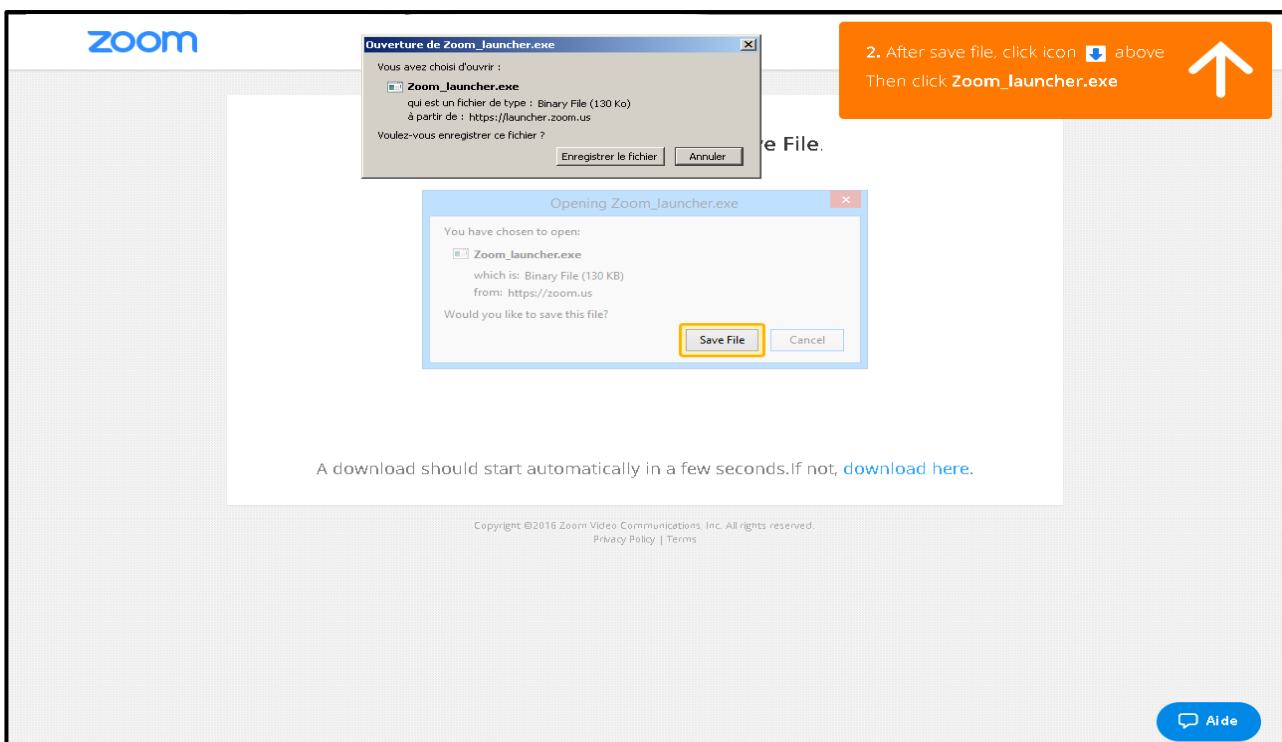 zoom
Ouverture de Zoom_launcher.exe
Vous avez choisi d'ouvrir :
Zoom_launcher.exe
qui est un fichier de type : Binary File (130 Ko)
à partir de : https://launcher.zoom.us
Voulez-vous enregistrer ce fichier ?
Enregistrer le fichier
Annuler
2. After save file, click icon above
Then click Zoom_launcher.exe
e File.
Opening Zoom_launcher.exe
You have chosen to open:
Zoom_launcher.exe
which is: Binary File (130 KB)
from: https://zoom.us
Would you like to save this file?
Save File
Cancel
A download should start automatically in a few seconds.If not, download here.
Copyright ©2016 Zoom Video Communications, Inc. All rights reserved.
Privacy Policy | Terms
Aide